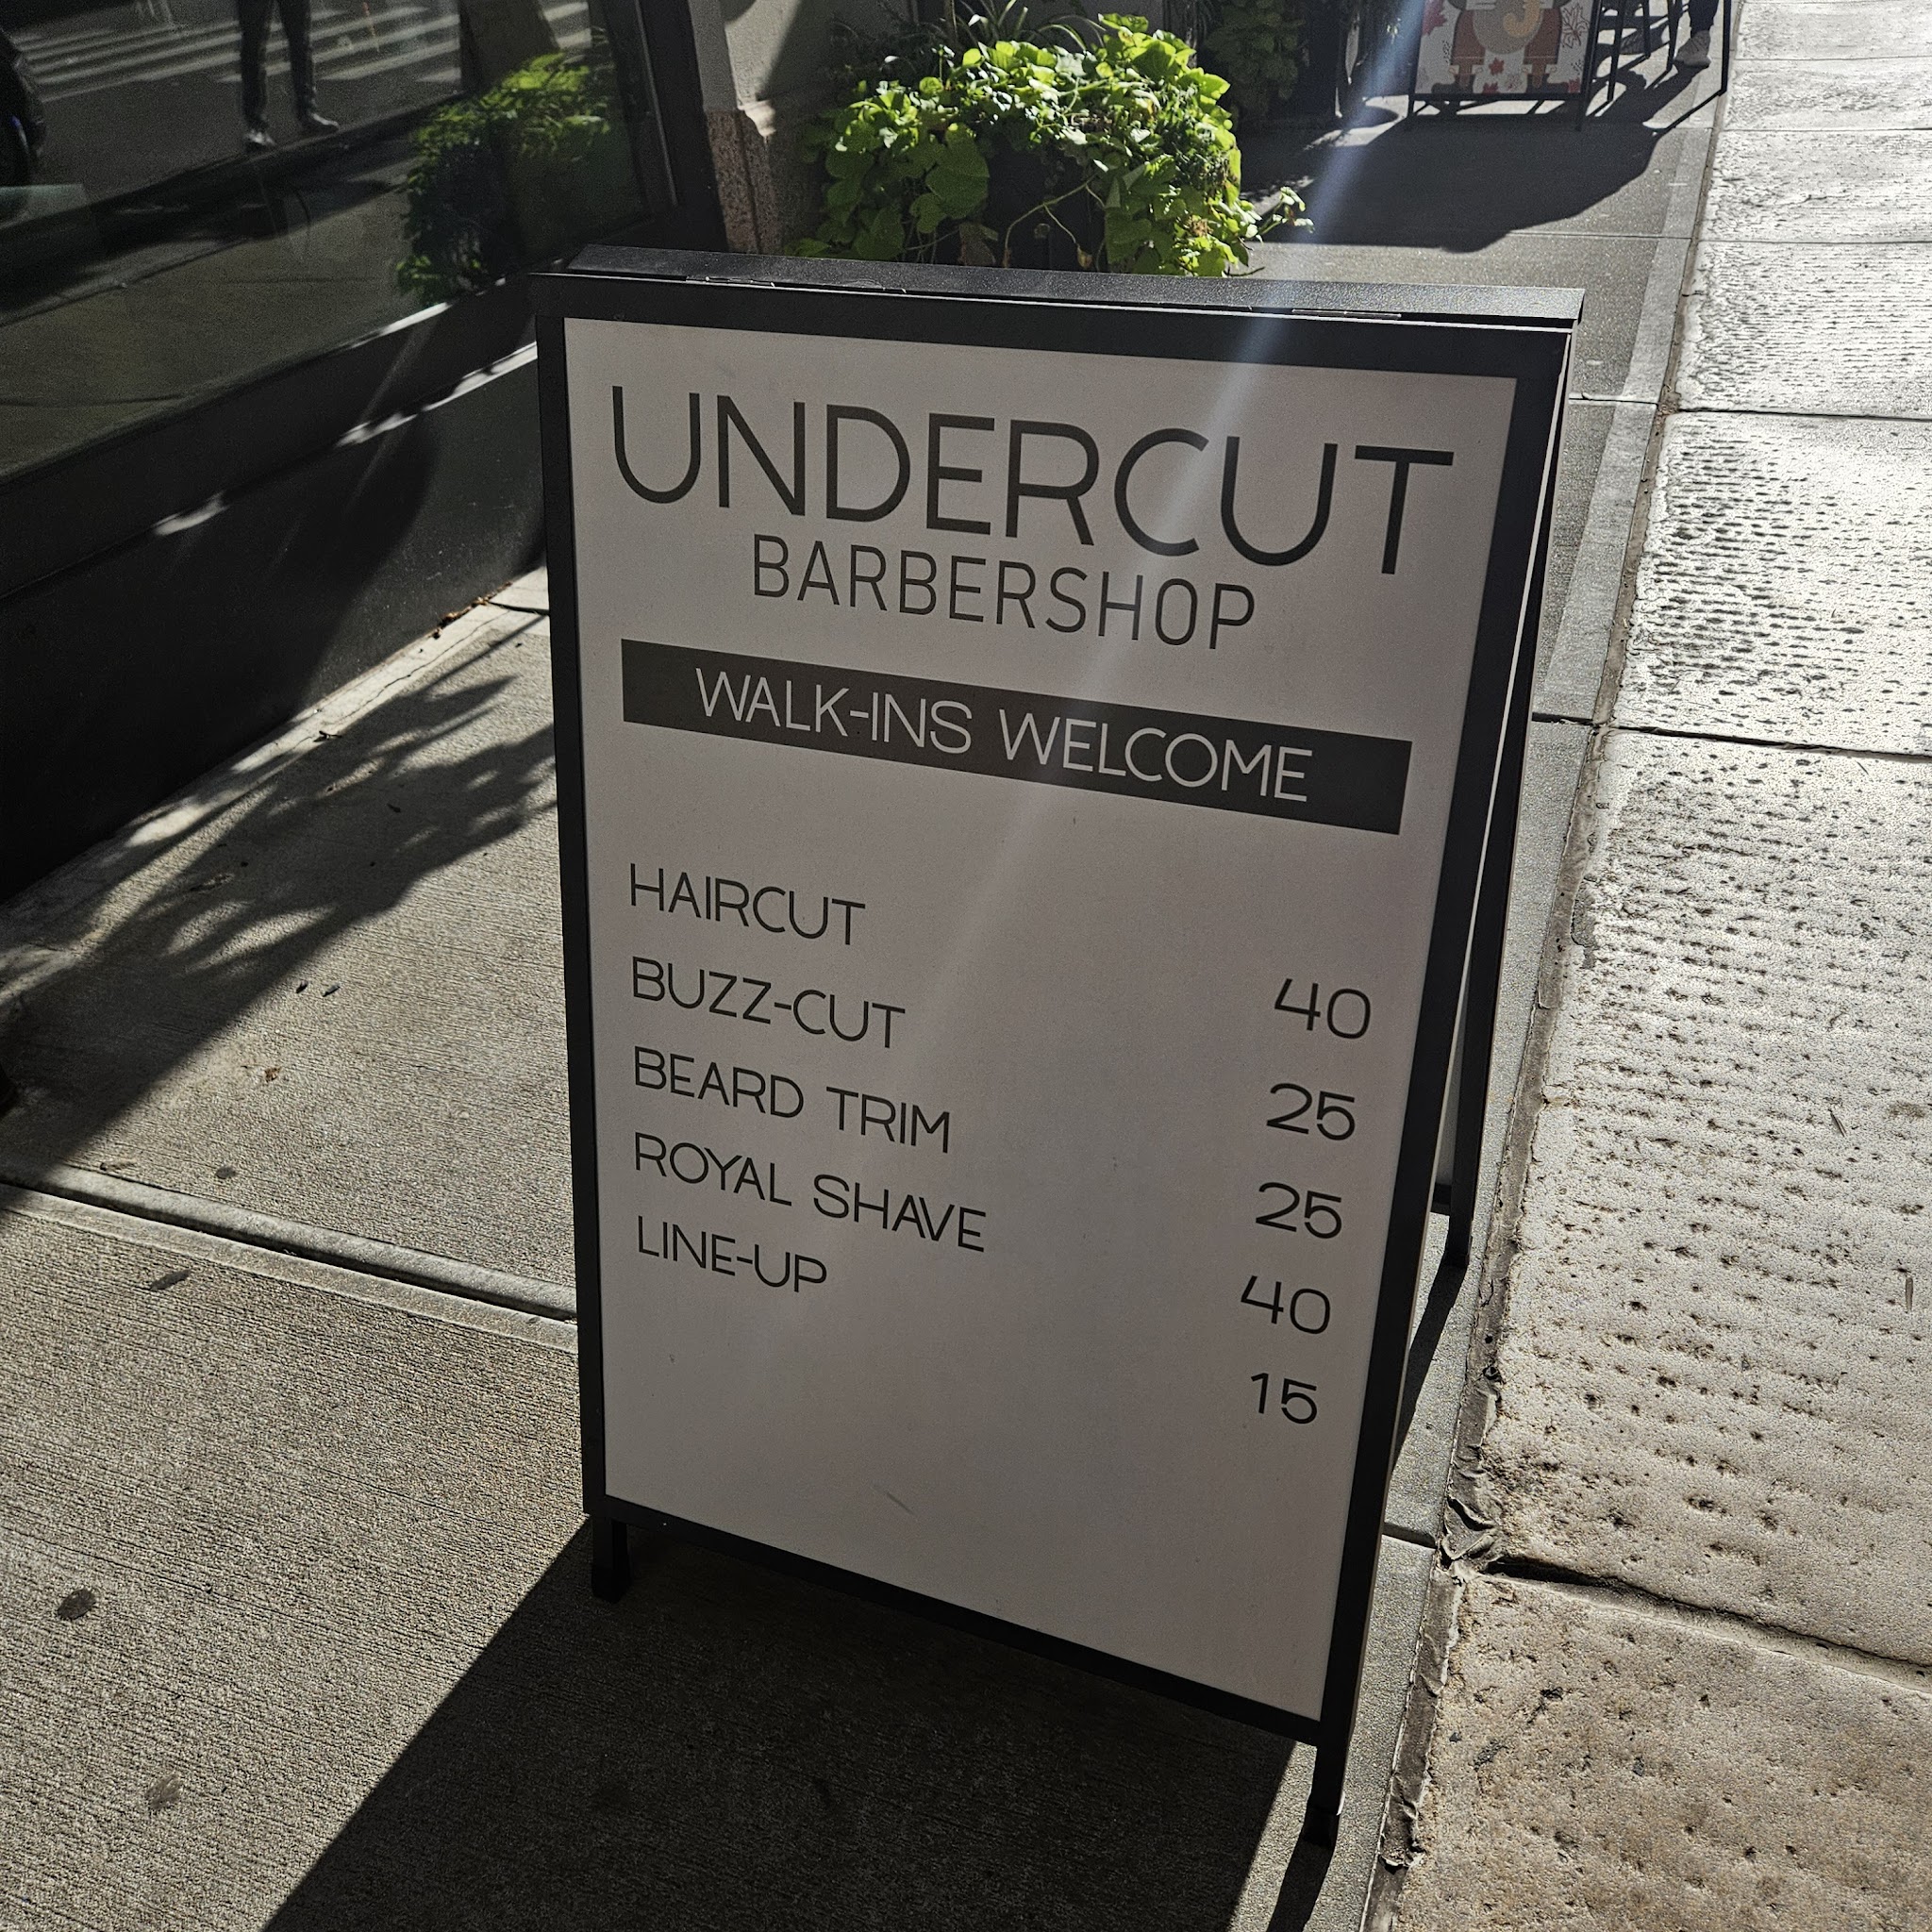 UNDERCUT
BARBERSHOP
WALK-INS WELCOME
HAIRCUT 40
BUZZ-CUT 25
BEARD TRIM 25
ROYAL SHAVE 40
LINE-UP 15